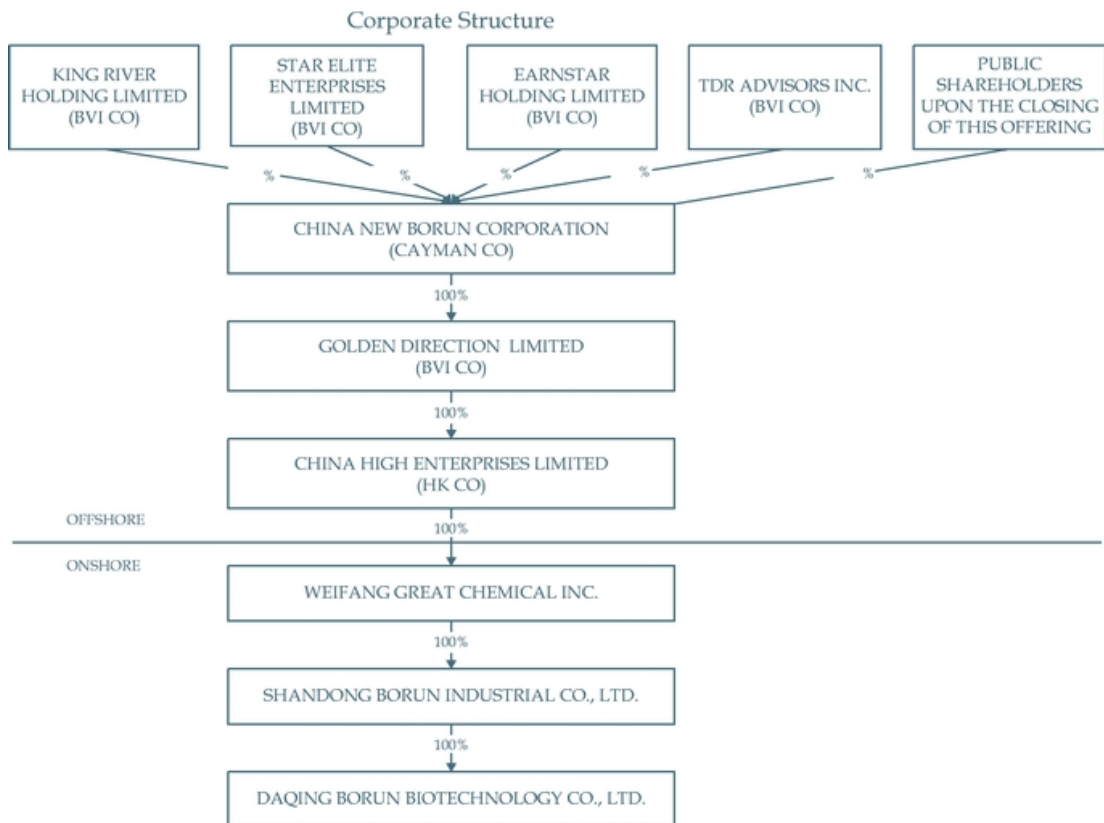 Corporate Structure
KING RIVER
HOLDING LIMITED
(BVI CO)
STAR ELITE
ENTERPRISES
LIMITED
(BVI CO)
EARNSTAR
HOLDING LIMITED
(BVI CO)
TDR ADVISORS INC.
(BVI CO)
PUBLIC
SHAREHOLDERS
UPON THE CLOSING
OF THIS OFFERING
%
%
%
%
%
CHINA NEW BORUN CORPORATION
(CAYMAN CO)
100%
GOLDEN DIRECTION LIMITED
(BVI CO)
100%
CHINA HIGH ENTERPRISES LIMITED
(HK CO)
OFFSHORE
100%
ONSHORE
WEIFANG GREAT CHEMICAL INC.
100%
SHANDONG BORUN INDUSTRIAL CO., LTD.
100%
DAQING BORUN BIOTECHNOLOGY CO., LTD.